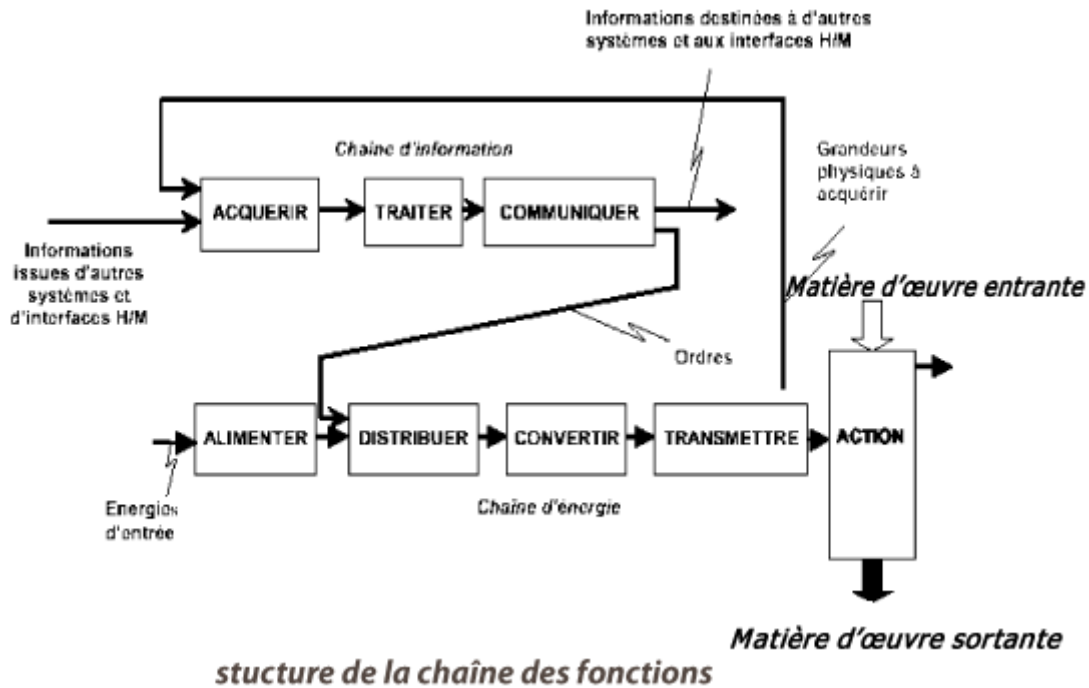 Informations destinées à d'autres
systèmes et aux interfaces H/M
Chaîne d'information
Grandeurs
physiques à
acquérir
ACQUERIR
TRAITER
COMMUNIQUER
Informations
issues d'autres
systèmes et
d'interfaces H/M
Matière d'œuvre entrante
Ordres
ALIMENTER
DISTRIBUER
CONVERTIR
TRANSMETTRE
ACTION
Energies
d'entrée
Chaîne d'énergie
Matière d'œuvre sortante
stucture de la chaîne des fonctions